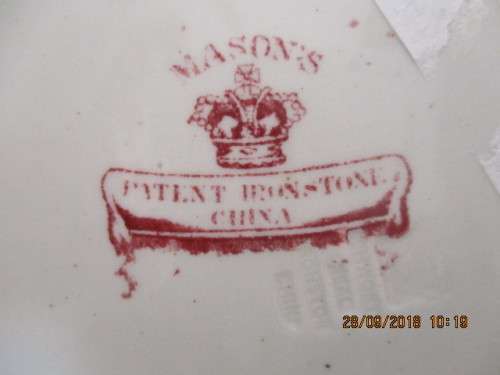 MASON'S
PATENT IRONSTONE
CHINA
28/09/2018 10:19